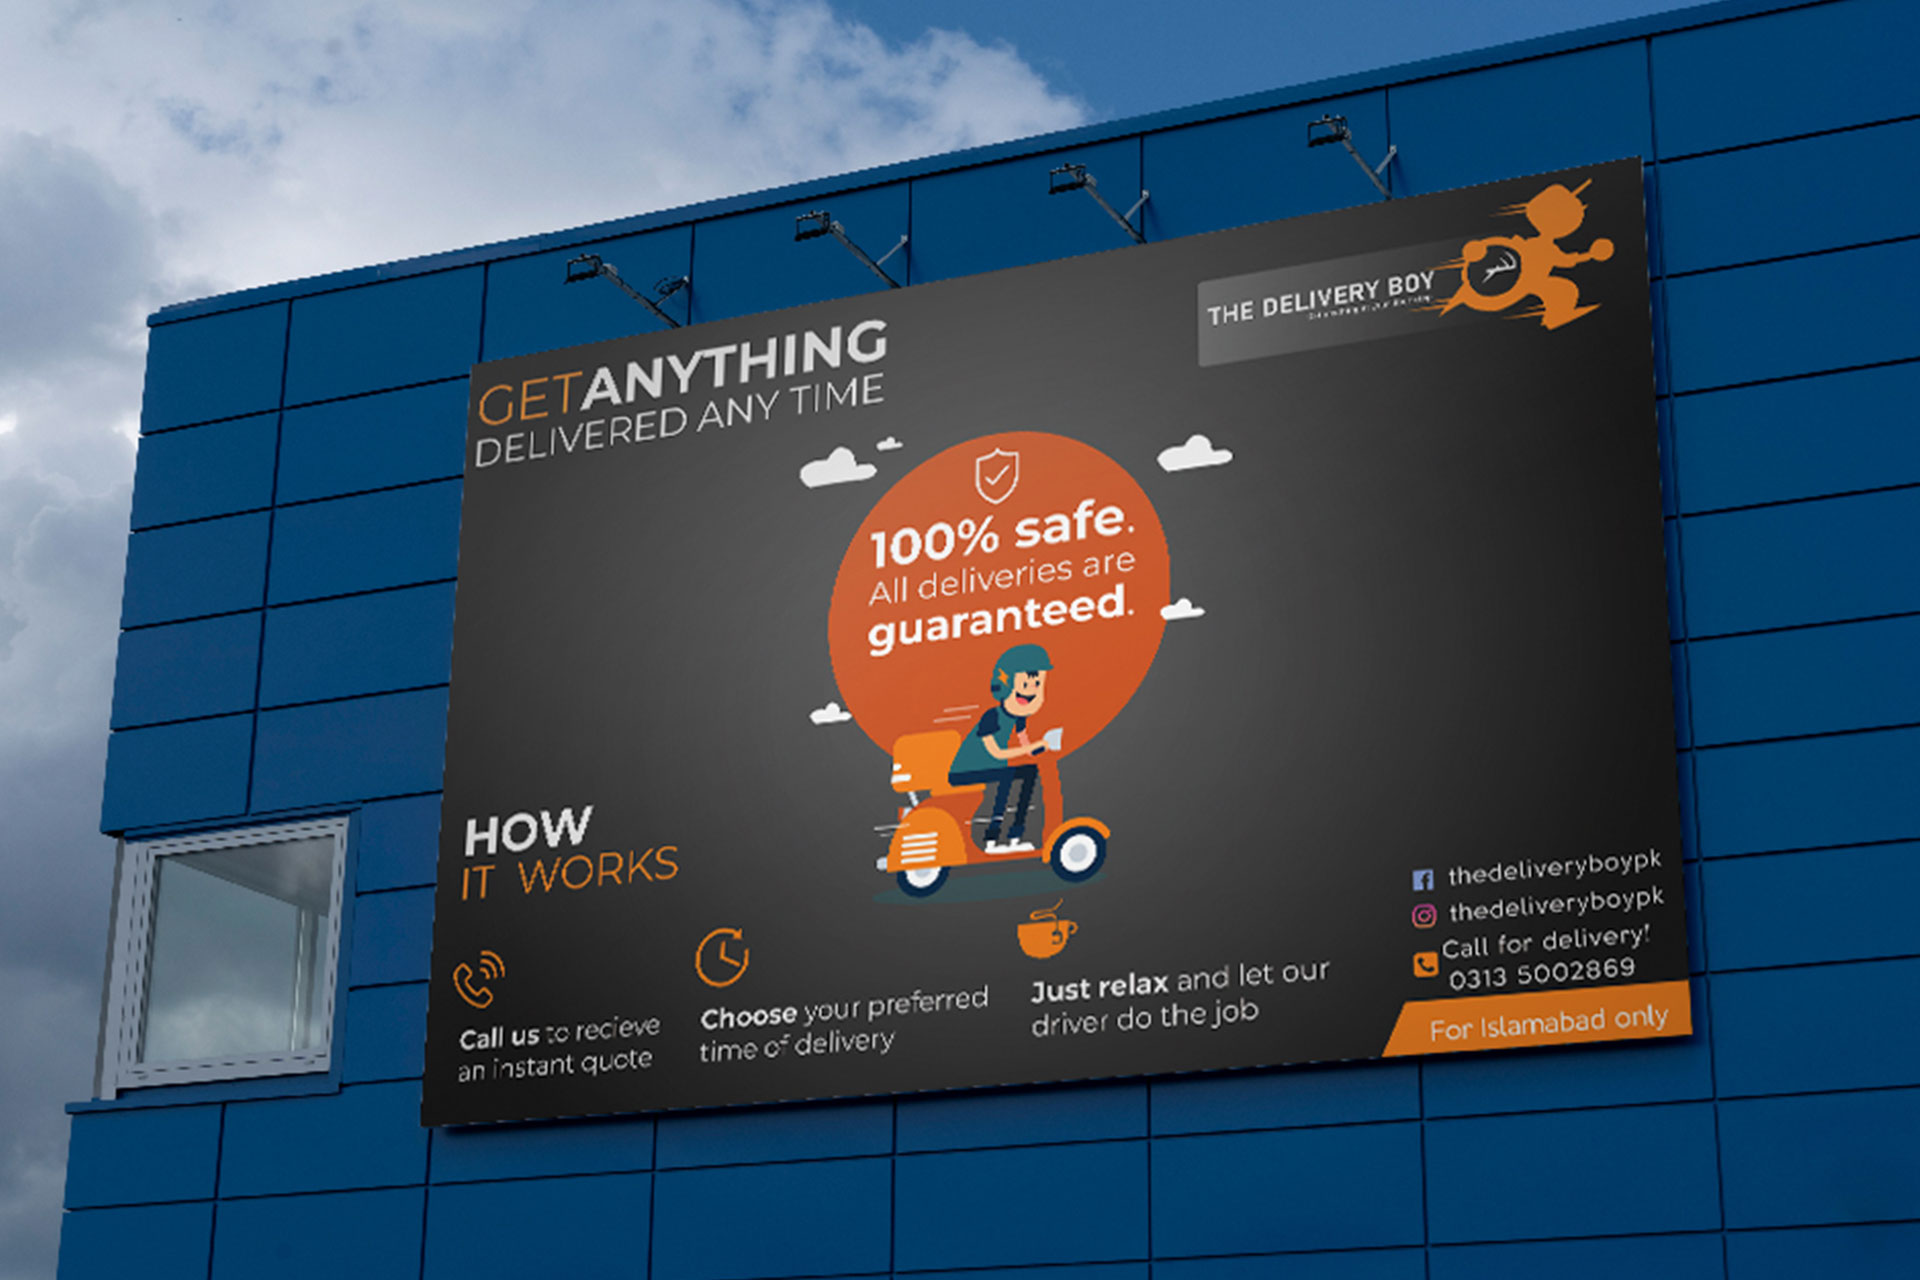 GETANYTHING
DELIVERED ANY TIME
THE DELIVERY BOY
100% safe.
All deliveries are
guaranteed.
HOW
IT WORKS
Call us to recieve
an instant quote
Choose your preferred
time of delivery
Just relax and let our
driver do the job
thedeliveryboypk
thedeliveryboypk
Call for delivery!
0313 5002869
For Islamabad only